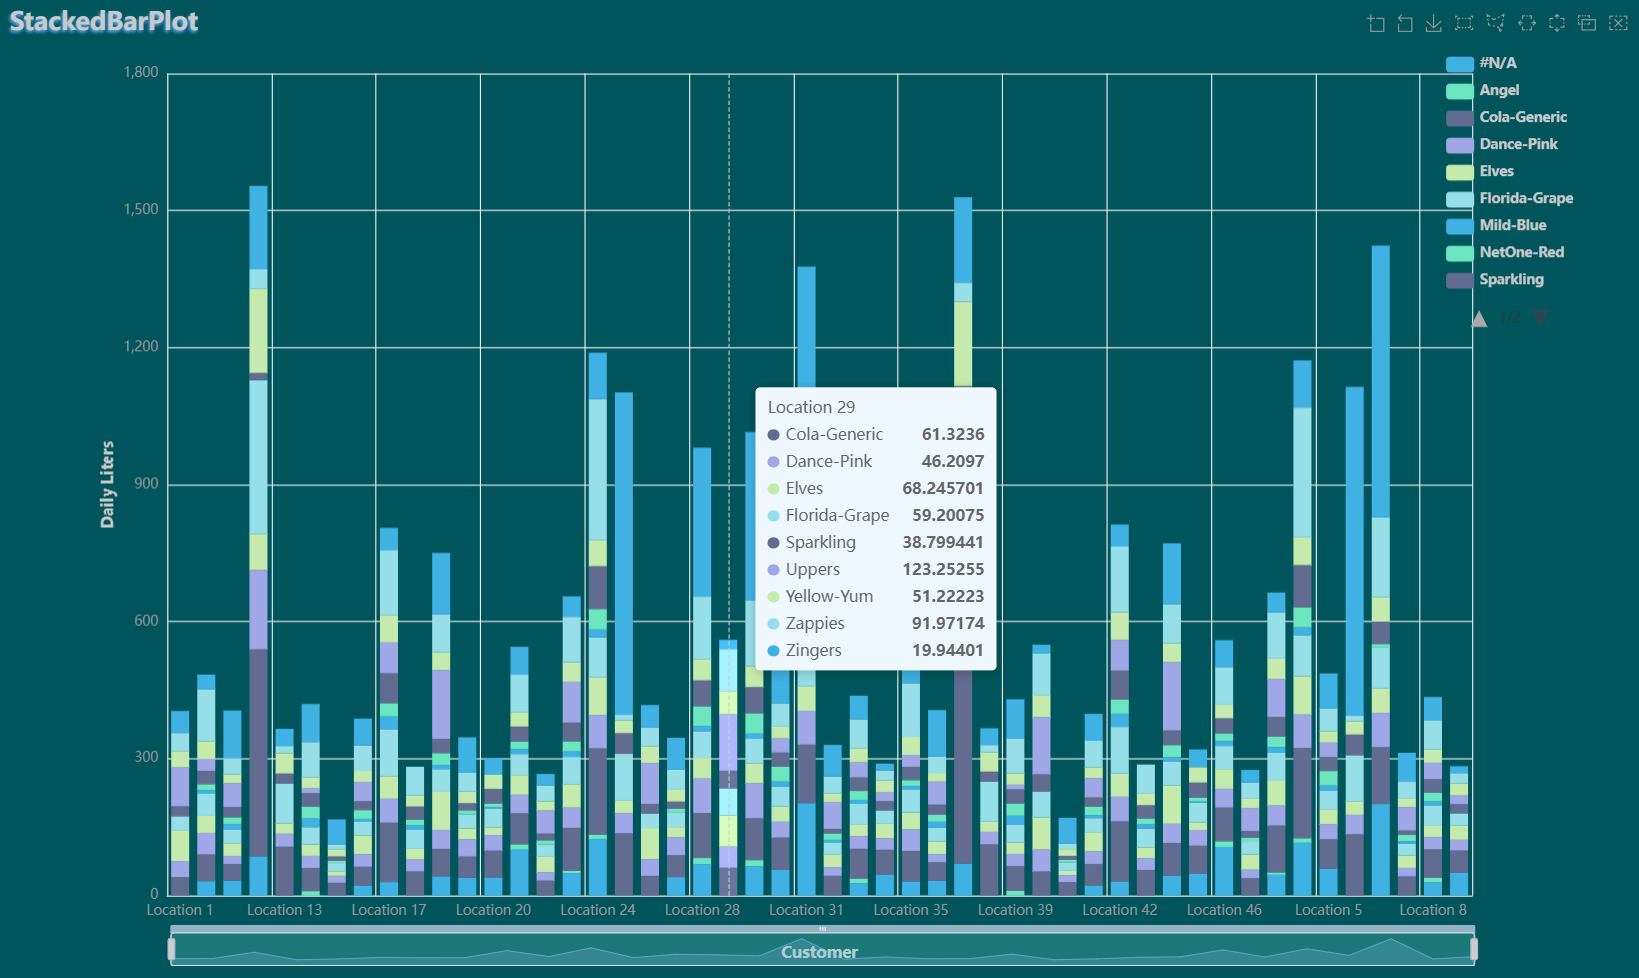 StackedBarPlot
#N/A
Angel
Cola-Generic
Dance-Pink
Elves
Florida-Grape
Mild-Blue
NetOne-Red
Sparkling
1/2
1,800
1,500
1,200
900
600
300
0
Daily Liters
Location 29
Cola-Generic 61.3236
Dance-Pink 46.2097
Elves 68.245701
Florida-Grape 59.20075
Sparkling 38.799441
Uppers 123.25255
Yellow-Yum 51.22223
Zappies 91.97174
Zingers 19.94401
Location 1 Location 13 Location 17 Location 20 Location 24 Location 28 Location 31 Location 35 Location 39 Location 42 Location 46 Location 5 Location 8
Customer